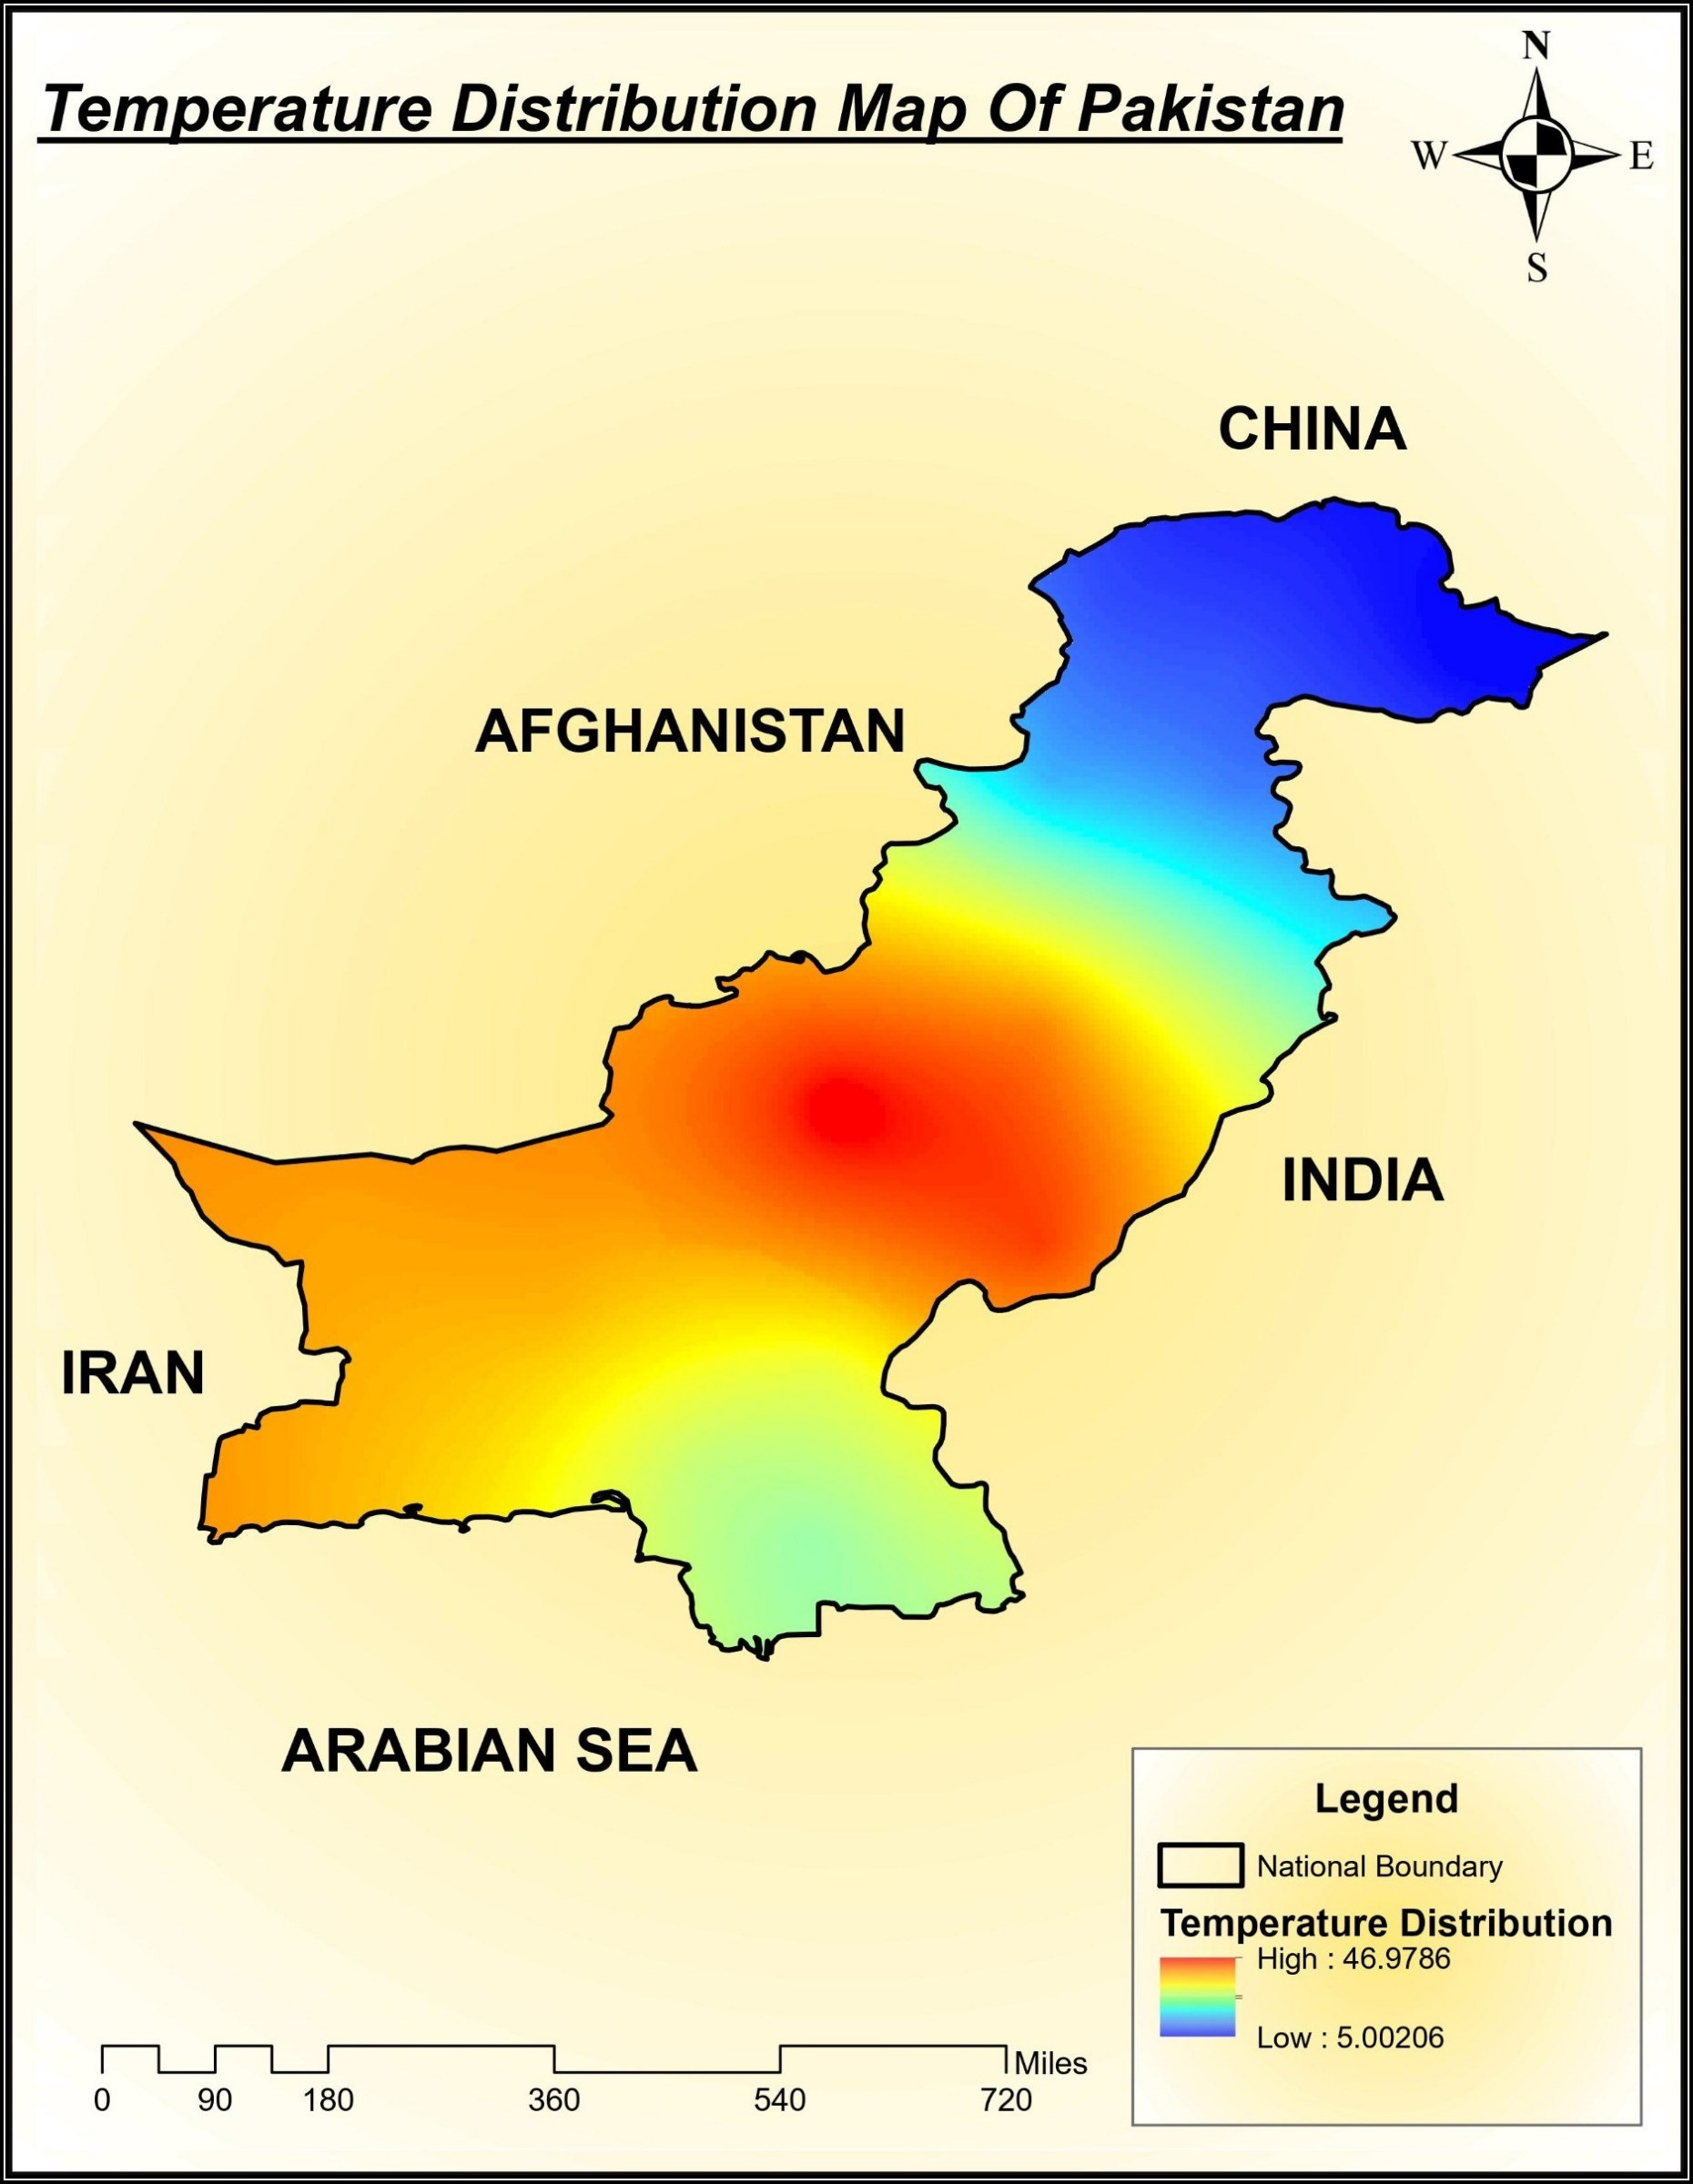 Temperature Distribution Map Of Pakistan
N
W
E
S
CHINA
AFGHANISTAN
INDIA
IRAN
ARABIAN SEA
Legend
National Boundary
Temperature Distribution
High : 46.9786
Low : 5.00206
Miles
0 90 180 360 540 720